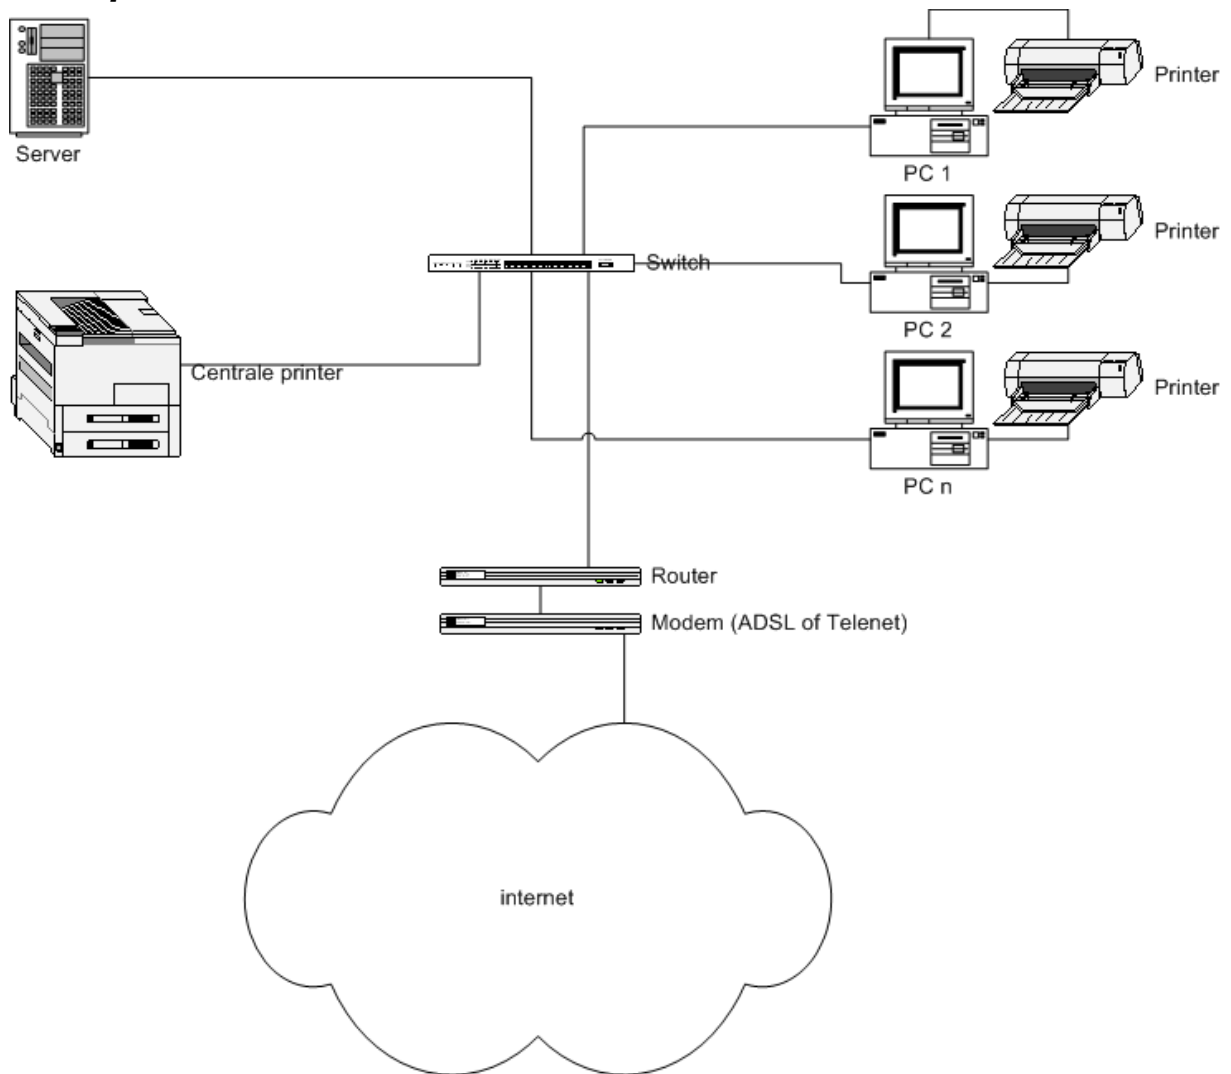 Printer
Server
PC 1
Printer
Switch
PC 2
Centrale printer
Printer
PC n
Router
Modem (ADSL of Telenet)
internet